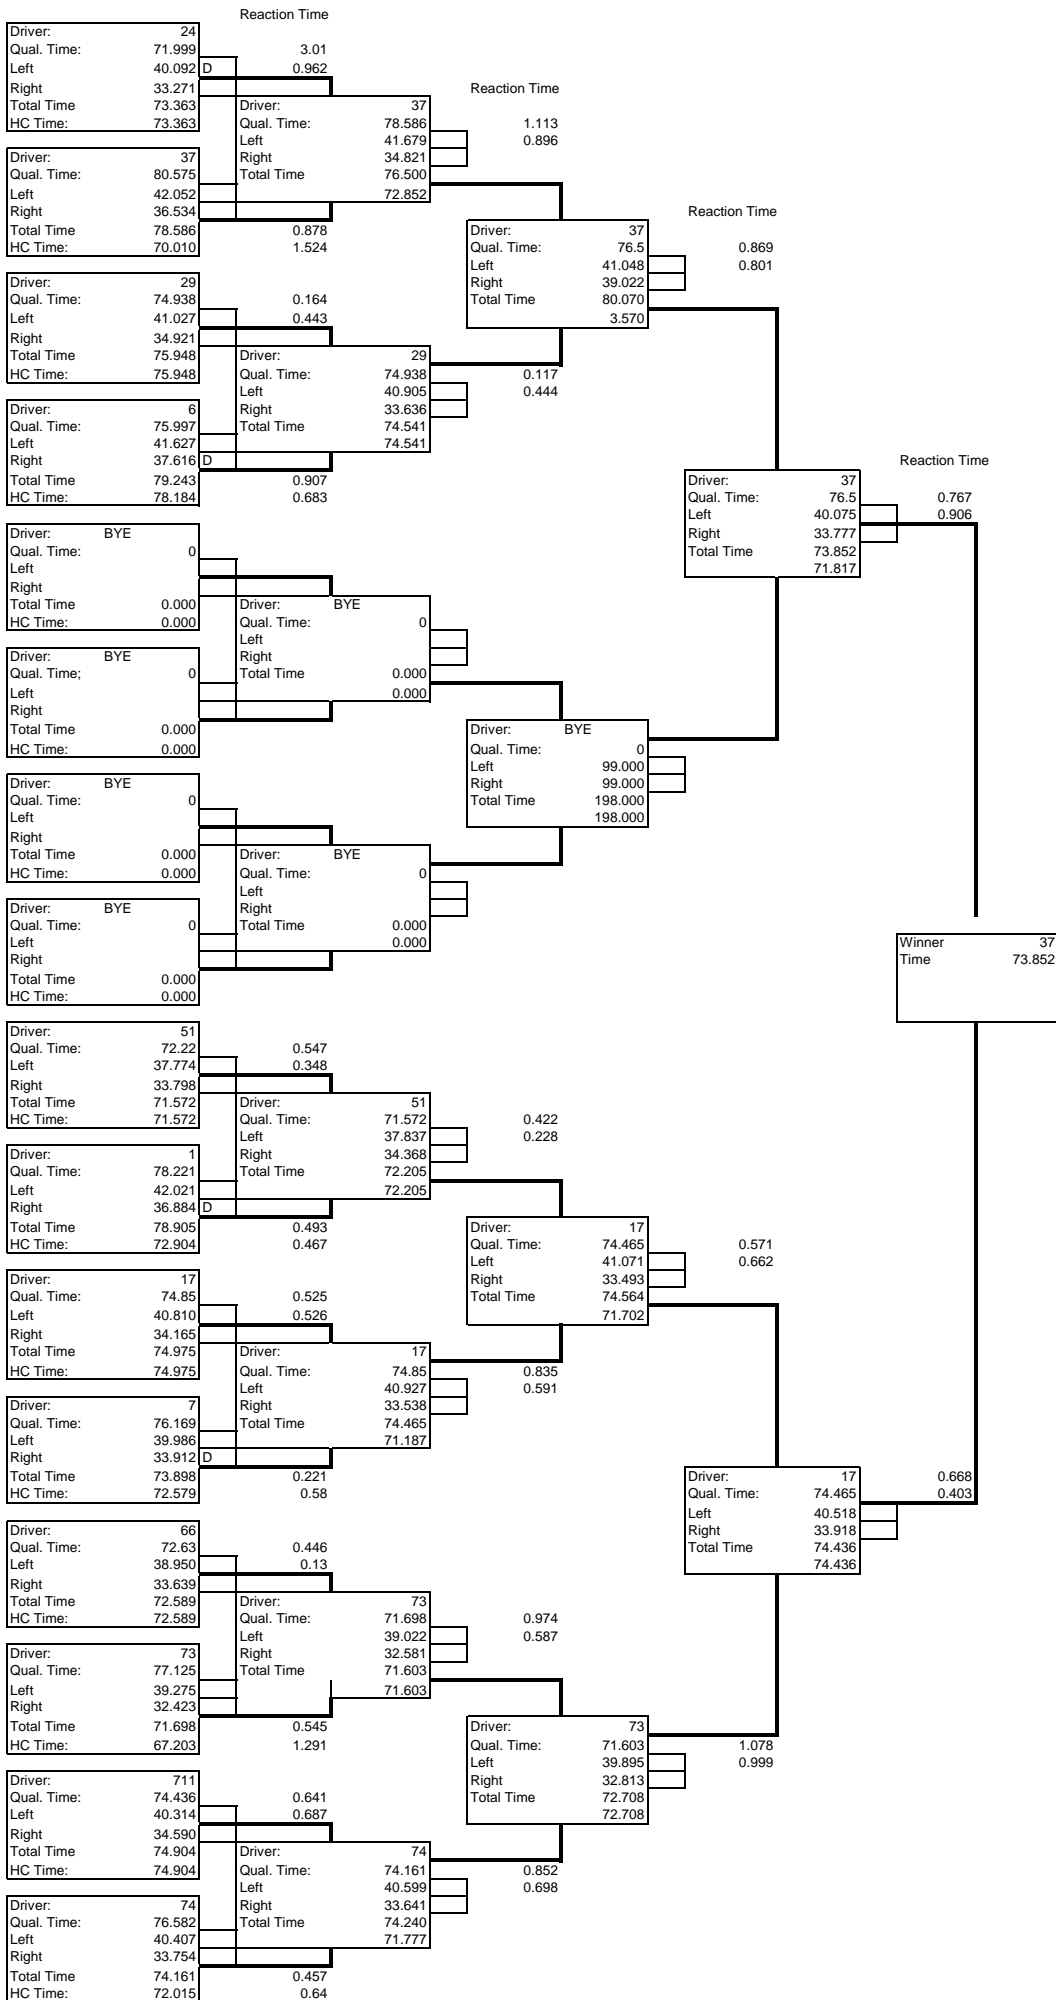 Reaction Time
Driver: 24
Qual. Time: 71.999 3.01
Left 40.092 D 0.962
Right 33.271
Total Time 73.363
HC Time: 73.363
Driver: 37
Qual. Time: 80.575
Left 42.052
Right 36.534
Total Time 78.586 0.878
HC Time: 70.010 1.524
Driver: 29
Qual. Time: 74.938 0.164
Left 41.027 0.443
Right 34.921
Total Time 75.948
HC Time: 75.948
Driver: 6
Qual. Time: 75.997
Left 41.627
Right 37.616 D
Total Time 79.243 0.907
HC Time: 78.184 0.683
Driver: BYE
Qual. Time: 0
Left
Right
Total Time 0.000
HC Time: 0.000
Driver: BYE
Qual. Time; 0
Left
Right
Total Time 0.000
HC Time: 0.000
Driver: BYE
Qual. Time: 0
Left
Right
Total Time 0.000
HC Time: 0.000
Driver: BYE
Qual. Time: 0
Left
Right
Total Time 0.000
HC Time: 0.000
Driver: 51
Qual. Time: 72.22 0.547
Left 37.774 0.348
Right 33.798
Total Time 71.572
HC Time: 71.572
Driver: 1
Qual. Time: 78.221
Left 42.021
Right 36.884 D
Total Time 78.905 0.493
HC Time: 72.904 0.467
Driver: 17
Qual. Time: 74.85 0.525
Left 40.810 0.526
Right 34.165
Total Time 74.975
HC Time: 74.975
Driver: 7
Qual. Time: 76.169
Left 39.986
Right 33.912 D
Total Time 73.898 0.221
HC Time: 72.579 0.58
Driver: 66
Qual. Time: 72.63 0.446
Left 38.950 0.13
Right 33.639
Total Time 72.589
HC Time: 72.589
Driver: 73
Qual. Time: 77.125
Left 39.275
Right 32.423
Total Time 71.698 0.545
HC Time: 67.203 1.291
Driver: 711
Qual. Time: 74.436 0.641
Left 40.314 0.687
Right 34.590
Total Time 74.904
HC Time: 74.904
Driver: 74
Qual. Time: 76.582
Left 40.407
Right 33.754
Total Time 74.161 0.457
HC Time: 72.015 0.64
Reaction Time
Driver: 37
Qual. Time: 78.586 1.113
Left 41.679 0.896
Right 34.821
Total Time 76.500
72.852
Driver: 29
Qual. Time: 74.938 0.117
Left 40.905 0.444
Right 33.636
Total Time 74.541
74.541
Driver: BYE
Qual. Time: 0
Left
Right
Total Time 0.000
0.000
Driver: BYE
Qual. Time: 0
Left
Right
Total Time 0.000
0.000
Driver: 51
Qual. Time: 71.572 0.422
Left 37.837 0.228
Right 34.368
Total Time 72.205
72.205
Driver: 17
Qual. Time: 74.85 0.835
Left 40.927 0.591
Right 33.538
Total Time 74.465
71.187
Driver: 73
Qual. Time: 71.698 0.974
Left 39.022 0.587
Right 32.581
Total Time 71.603
71.603
Driver: 74
Qual. Time: 74.161 0.852
Left 40.599 0.698
Right 33.641
Total Time 74.240
71.777
Reaction Time
Driver: 37
Qual. Time: 76.5 0.869
Left 41.048 0.801
Right 39.022
Total Time 80.070
3.570
Driver: BYE
Qual. Time: 0
Left 99.000
Right 99.000
Total Time 198.000
198.000
Driver: 17
Qual. Time: 74.465 0.571
Left 41.071 0.662
Right 33.493
Total Time 74.564
71.702
Driver: 73
Qual. Time: 71.603 1.078
Left 39.895 0.999
Right 32.813
Total Time 72.708
72.708
Reaction Time
Driver: 37
Qual. Time: 76.5 0.767
Left 40.075 0.906
Right 33.777
Total Time 73.852
71.817
Driver: 17 0.668
Qual. Time: 74.465 0.403
Left 40.518
Right 33.918
Total Time 74.436
74.436
Winner 37
Time 73.852